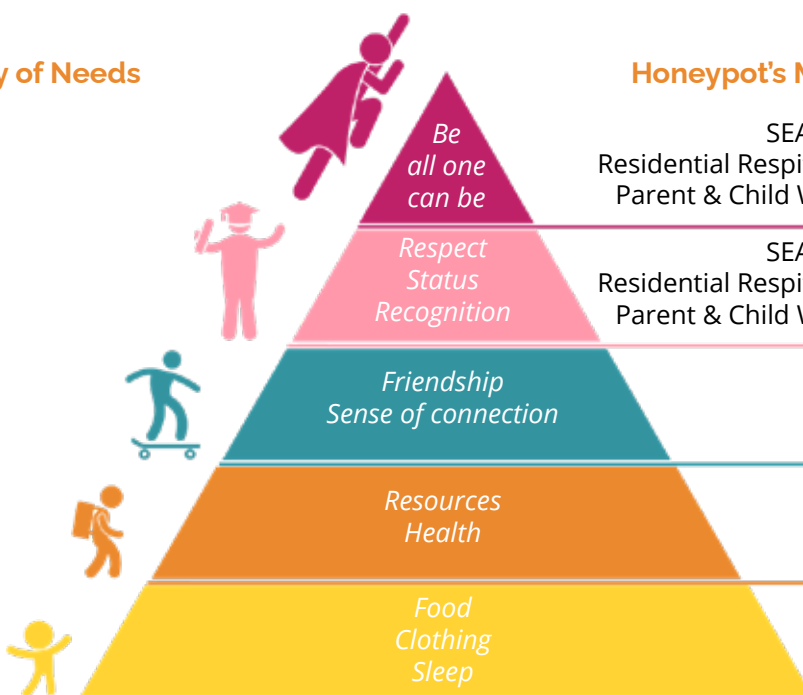 y of Needs
Honeypot's M
Be
all one
can be
SEA
Residential Respi
Parent & Child W
Respect
Status
Recognition
SEA
Residential Respi
Parent & Child W
Friendship
Sense of connection
Resources
Health
Food
Clothing
Sleep